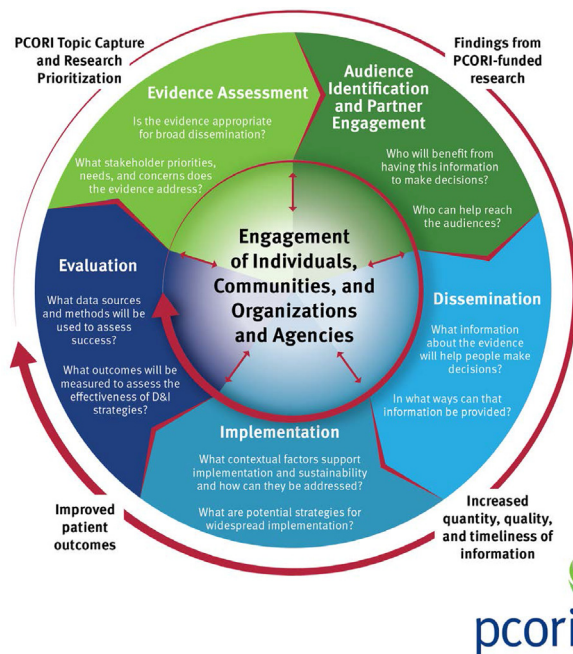 PCORI Topic Capture
and Research
Prioritization
Findings from
PCORI-funded
research
Evidence Assessment
Is the evidence appropriate
for broad dissemination?
What stakeholder priorities,
needs, and concerns does
the evidence address?
Audience
Identification
and Partner
Engagement
Who will benefit from
having this information
to make decisions?
Who can help reach
the audiences?
Engagement
of Individuals,
Communities, and
Organizations
and Agencies
Evaluation
What data sources
and methods will be
used to assess
success?
What outcomes will be
measured to assess the
effectiveness of D&I
strategies?
Dissemination
What information
about the evidence
will help people make
decisions?
In what ways can that
information be provided?
Implementation
What contextual factors support
implementation and sustainability
and how can they be addressed?
What are potential strategies for
widespread implementation?
Improved
patient
outcomes
Increased
quantity, quality,
and timeliness of
information
pcori